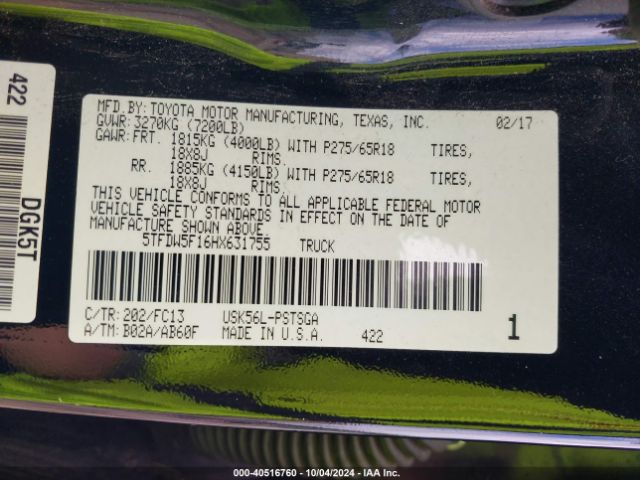 MFD.BY:TOYOTA MOTOR MANUFACTURING, TEXAS, INC. 02/17
GVWR:3270KG (7200LB)
GAWR:FRT. 1815KG (4000LB) WITH P275/65R18 TIRES,
18X8J RIMS.
RR. 1885KG (4150LB) WITH P275/65R18 TIRES,
18X8J RIMS.
THIS VEHICLE CONFORMS TO ALL APPLICABLE FEDERAL MOTOR
VEHICLE SAFETY STANDARDS IN EFFECT ON THE DATE OF
MANUFACTURE SHOWN ABOVE.
5TFDW5F16HX631755 TRUCK
C/TR:202/FC13 USK56L-PSTSGA
A/TM:B02A/AB60F MADE IN U.S.A. 422 1
422
DGK5T
000-40516760 - 10/04/2024 - IAA Inc.